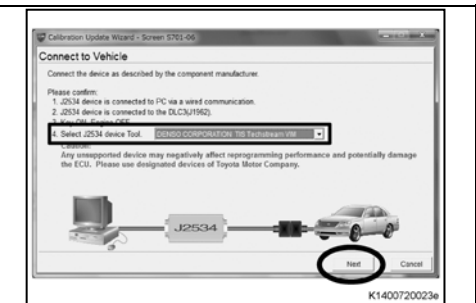 Calibration Update Wizard - Screen S701-06
Connect to Vehicle
Connect the device as described by the component manufacturer.
Please confirm:
1. J2534 device is connected to PC via a wired communication.
2. J2534 device is connected to the DLC3(J1962).
3. Key ON, Engine OFF.
4. Select J2534 device Tool. DENSO CORPORATION: TIS Techstream VIM
Caution:
Any unsupported device may negatively affect reprogramming performance and potentially damage
the ECU. Please use designated devices of Toyota Motor Company.
J2534
Next Cancel
K1400720023e